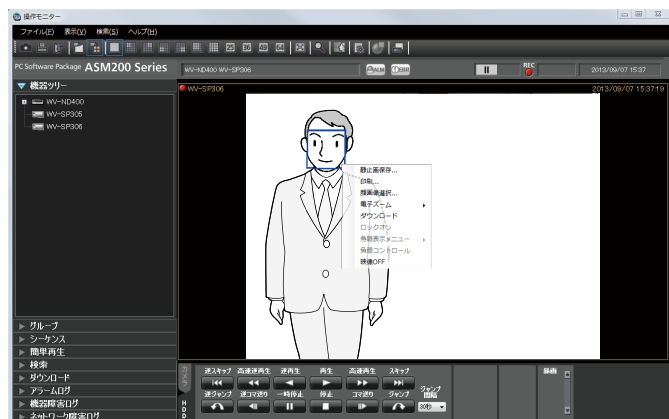 操作モニター
ファイル(F) 表示(V) 検索(S) ヘルプ(H)
25 36 49 64
PC Software Package ASM200 Series
WV-ND400 WV-SP306
ALM ERR
REC
2013/09/07 15:37
機器ツリー
WV-SP306
2013/09/07 15:37:19
WV-ND400
WV-SP305
WV-SP306
静止画保存...
印刷...
顔画像選択...
電子ズーム
ダウンロード
ロックオン
魚眼表示メニュー
魚眼コントロール
映像OFF
グループ
シーケンス
簡単再生
検索
ダウンロード
アラームログ
機器障害ログ
ネットワーク障害ログ
カメラ
HDD
逆スキップ 高速逆再生 逆再生 再生 高速再生 スキップ
逆ジャンプ 逆コマ送り 一時停止 停止 コマ送り ジャンプ
ジャンプ
間隔
30秒
録画